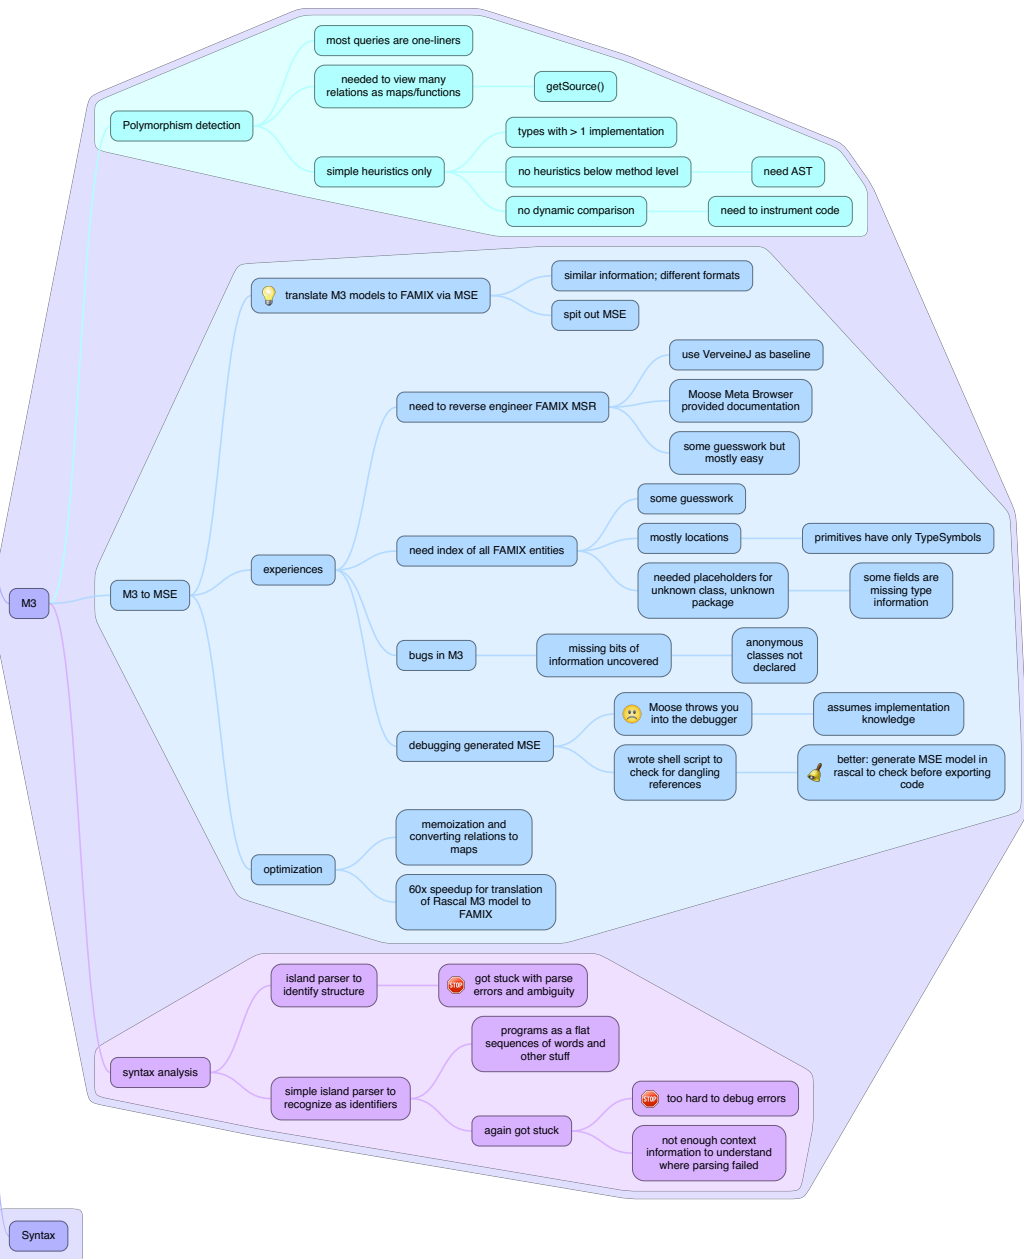 most queries are one-liners
needed to view many
relations as maps/functions
getSource()
Polymorphism detection
types with > 1 implementation
simple heuristics only
no heuristics below method level
need AST
no dynamic comparison
need to instrument code
translate M3 models to FAMIX via MSE
similar information; different formats
spit out MSE
need to reverse engineer FAMIX MSR
use VerveineJ as baseline
Moose Meta Browser
provided documentation
some guesswork but
mostly easy
experiences
need index of all FAMIX entities
some guesswork
mostly locations
primitives have only TypeSymbols
needed placeholders for
unknown class, unknown
package
some fields are
missing type
information
M3
M3 to MSE
bugs in M3
missing bits of
information uncovered
anonymous
classes not
declared
debugging generated MSE
Moose throws you
into the debugger
assumes implementation
knowledge
wrote shell script to
check for dangling
references
better: generate MSE model in
rascal to check before exporting
code
optimization
memoization and
converting relations to
maps
60x speedup for translation
of Rascal M3 model to
FAMIX
syntax analysis
island parser to
identify structure
STOP
got stuck with parse
errors and ambiguity
simple island parser to
recognize as identifiers
programs as a flat
sequences of words and
other stuff
again got stuck
STOP
too hard to debug errors
not enough context
information to understand
where parsing failed
Syntax